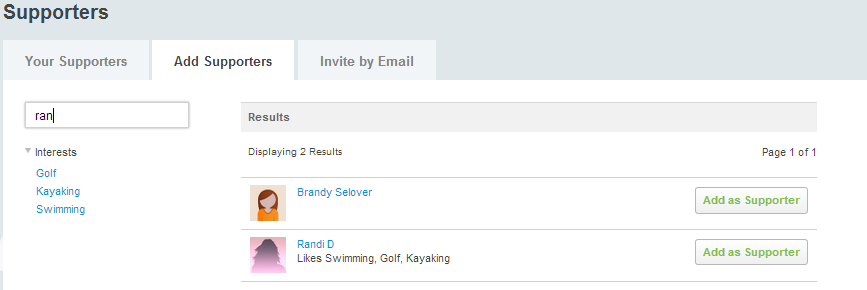 Supporters
Your Supporters
Add Supporters
Invite by Email
ran
Interests
Golf
Kayaking
Swimming
Results
Displaying 2 Results
Page 1 of 1
Brandy Selover
Add as Supporter
Randi D
Likes Swimming, Golf, Kayaking
Add as Supporter